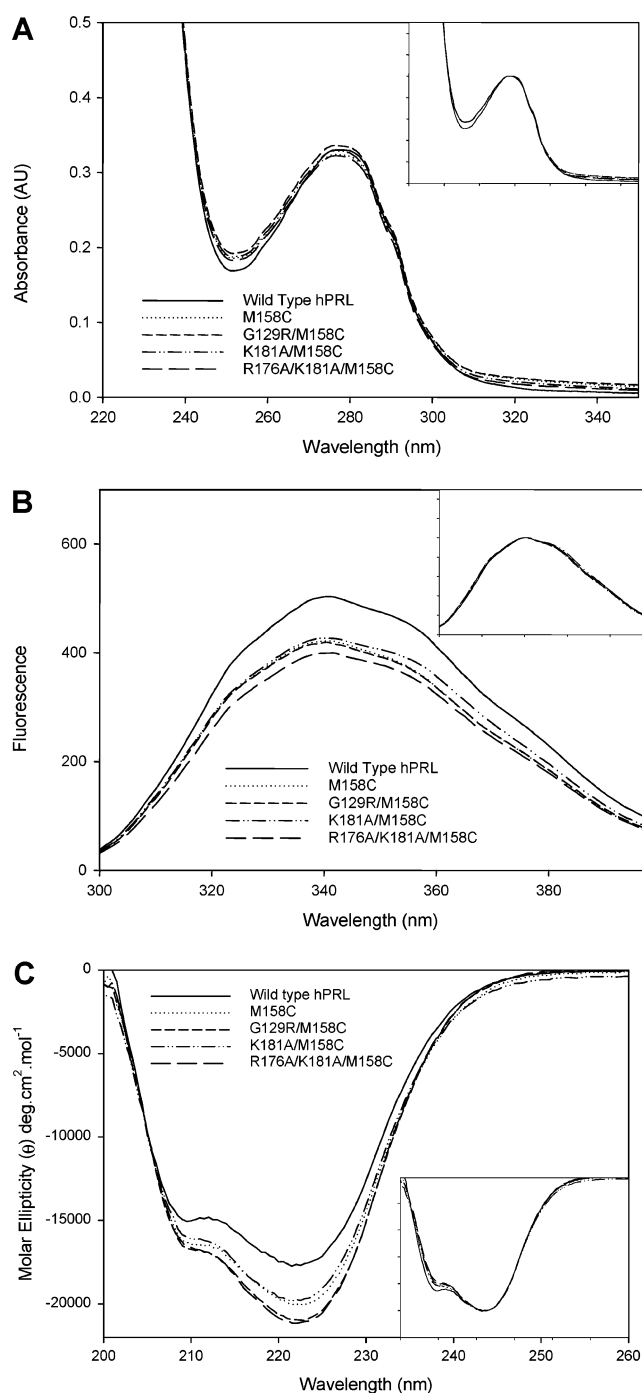 A
0.5
0.4
0.3
0.2
0.1
0.0
Absorbance (AU)
Wild Type hPRL
M158C
G129R/M158C
K181A/M158C
R176A/K181A/M158C
220 240 260 280 300 320 340
Wavelength (nm)
B
600
400
200
0
Fluorescence
Wild Type hPRL
M158C
G129R/M158C
K181A/M158C
R176A/K181A/M158C
300 320 340 360 380
Wavelength (nm)
C
0
-5000
-10000
-15000
-20000
Molar Ellipticity (θ) deg.cm².mol⁻¹
Wild type hPRL
M158C
G129R/M158C
K181A/M158C
R176A/K181A/M158C
200 210 220 230 240 250 260
Wavelength (nm)